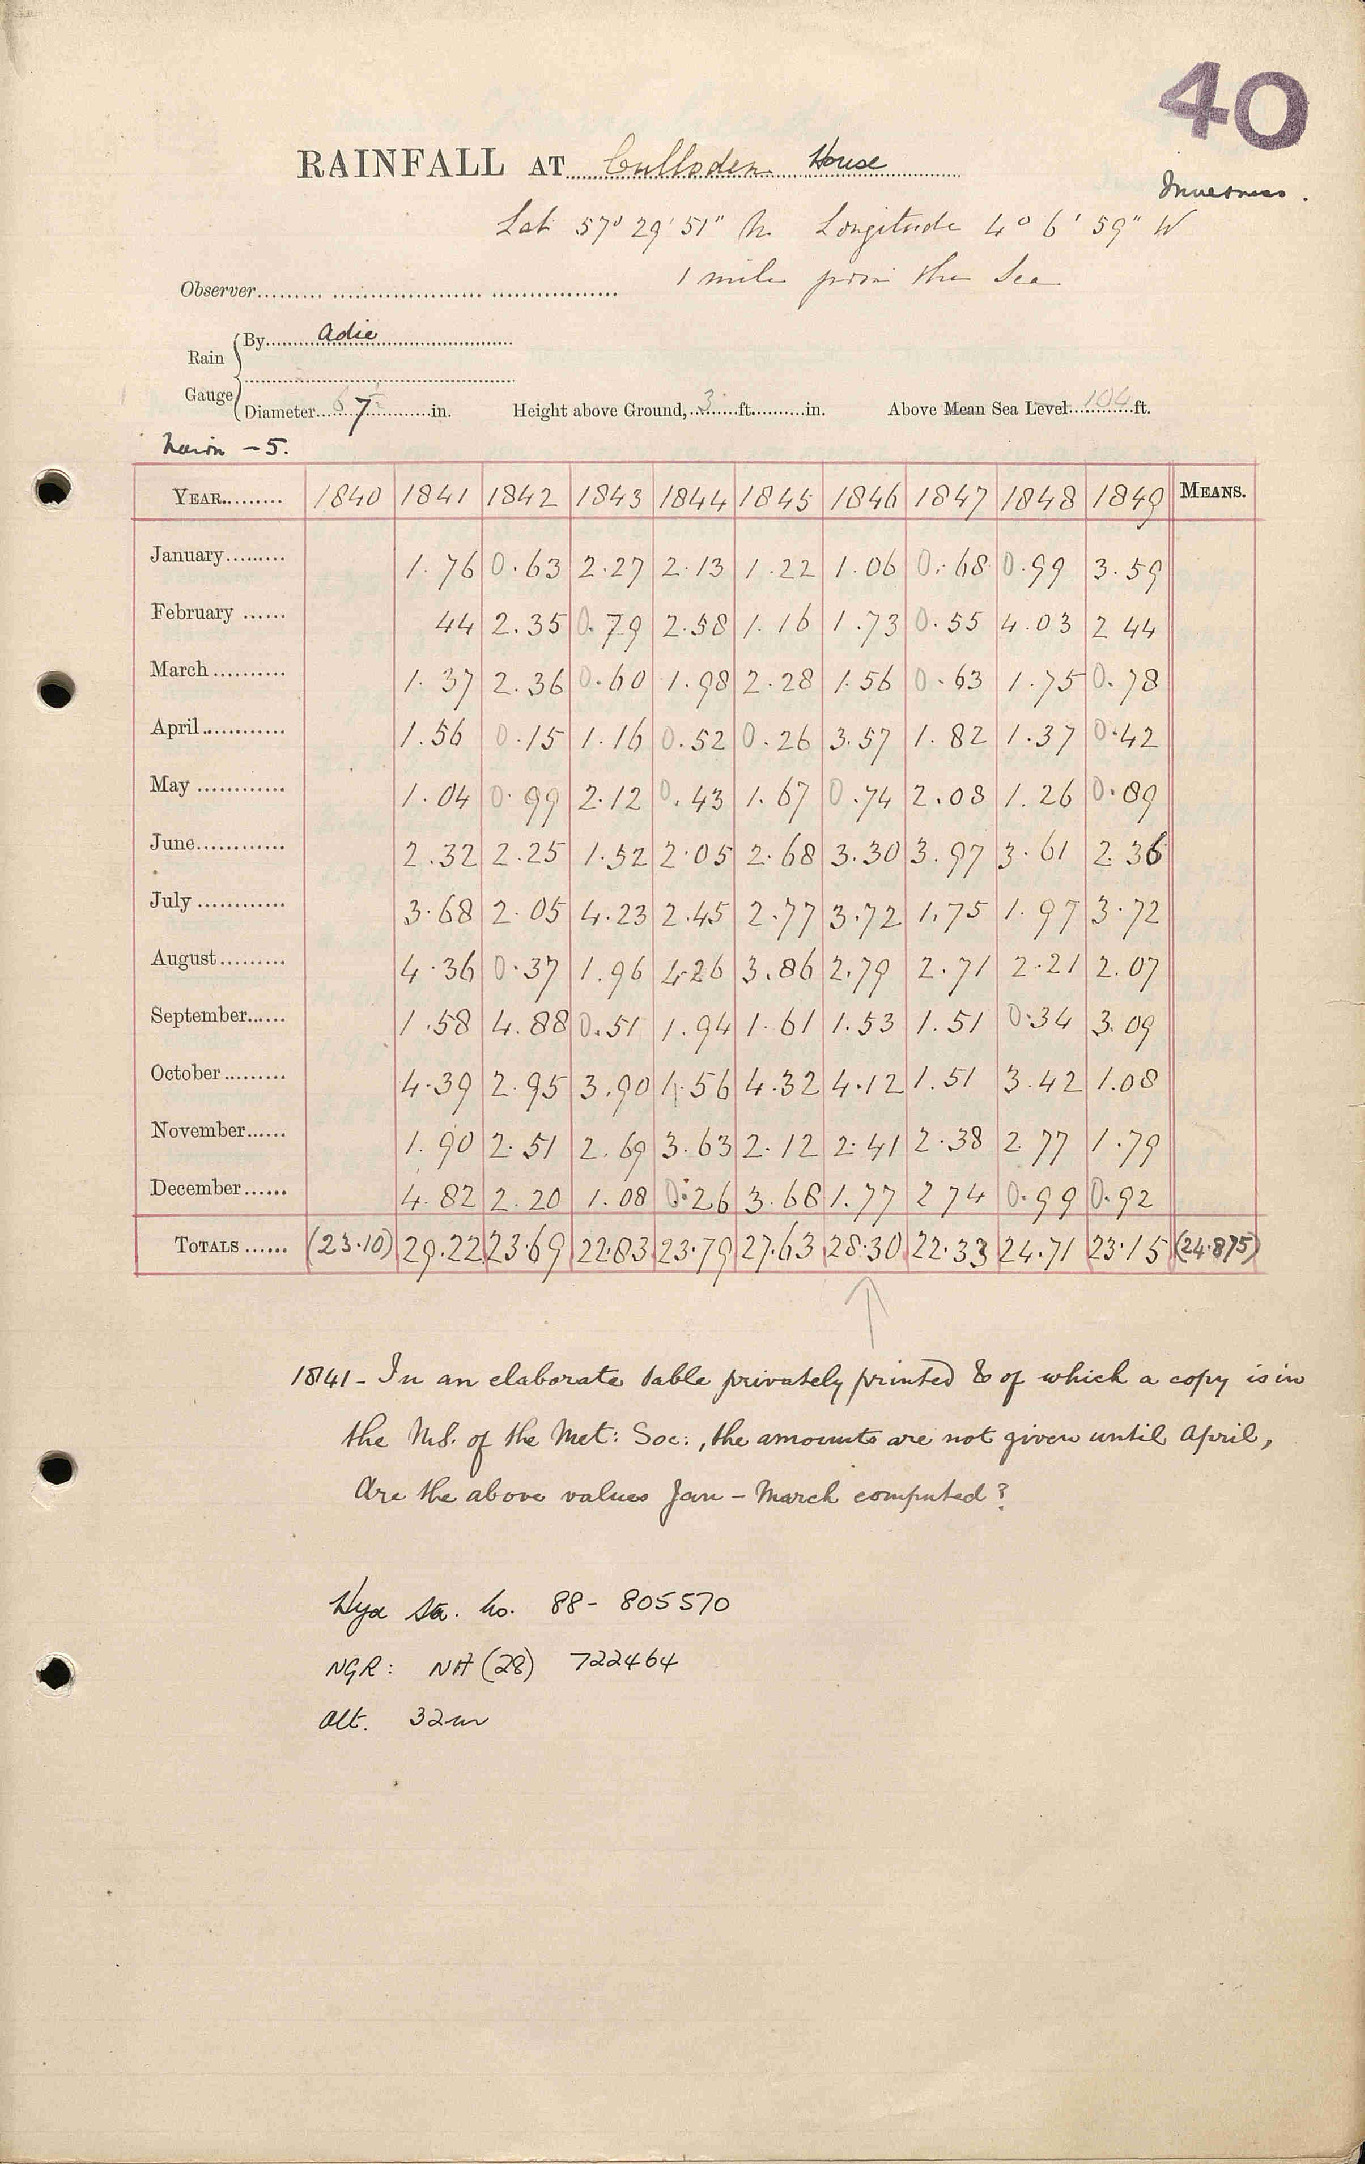 40
RAINFALL AT Culloden House
Inverness.
Lat 57° 29' 51" N. Longitude 4° 6' 59" W
1 mile from the Sea
Observer
Rain Gauge { By Adie
Diameter 7 in. Height above Ground, 3 ft. in. Above Mean Sea Level 104 ft.
Nairn - 5.
YEAR 1840 1841 1842 1843 1844 1845 1846 1847 1848 1849 MEANS.
January 1.76 0.63 2.27 2.13 1.22 1.06 0.68 0.99 3.59
February 44 2.35 0.79 2.58 1.16 1.73 0.55 4.03 2 44
March 1.37 2.36 0.60 1.98 2.28 1.56 0.63 1.75 0.78
April 1.56 0.15 1.16 0.52 0.26 3.57 1.82 1.37 0.42
May 1.04 0.99 2.12 0.43 1.67 0.74 2.08 1.26 0.89
June 2.32 2.25 1.52 2.05 2.68 3.30 3.97 3.61 2.36
July 3.68 2.05 4.23 2.45 2.77 3.72 1.75 1.97 3.72
August 4.36 0.37 1.96 4.26 3.86 2.79 2.71 2.21 2.07
September 1.58 4.88 0.51 1.94 1.61 1.53 1.51 0.34 3.09
October 4.39 2.95 3.90 1.56 4.32 4.12 1.51 3.42 1.08
November 1.90 2.51 2.69 3.63 2.12 2.41 2.38 2.77 1.79
December 4.82 2.20 1.08 0.26 3.68 1.77 2 74 0.99 0.92
TOTALS (23.10) 29.22 23.69 22.83 23.79 27.63 28.30 22.33 24.71 23.15 (24.875)
1841 - In an elaborate table privately printed & of which a copy is in
the M.S. of the Met: Soc:, the amounts are not given until April,
Are the above values Jan - March computed?
Hyd Sta. No. 88- 805570
NGR: NH (28) 722464
Alt. 32m